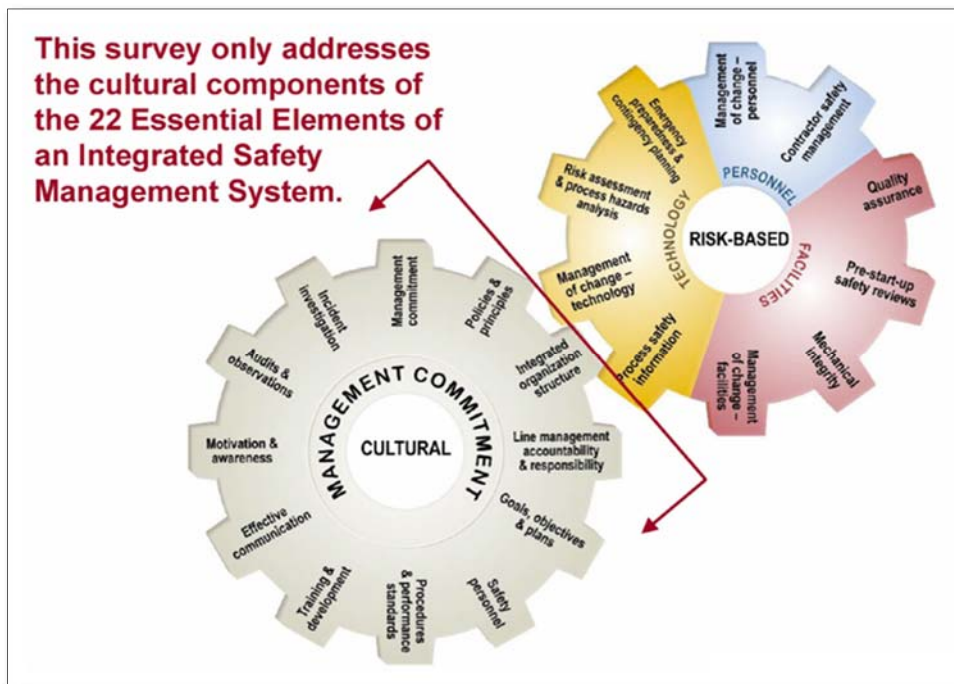 This survey only addresses
the cultural components of
the 22 Essential Elements of
an Integrated Safety
Management System.
Management
of change –
personnel
Contractor safety
management
Emergency
preparedness &
contingency planning
Risk assessment
& process hazards
analysis
Management
of change –
technology
Process safety
information
PERSONNEL
TECHNOLOGY
FACILITIES
RISK-BASED
Quality
assurance
Pre-start-up
safety reviews
Mechanical
integrity
Management
of change –
facilities
Management
commitment
Policies &
principles
Integrated
organization
structure
Line management
accountability
& responsibility
Goals, objectives
& plans
Safety
personnel
Procedures
& performance
standards
Training &
development
Effective
communication
Motivation &
awareness
Audits &
observations
Incident
investigation
MANAGEMENT COMMITMENT
CULTURAL